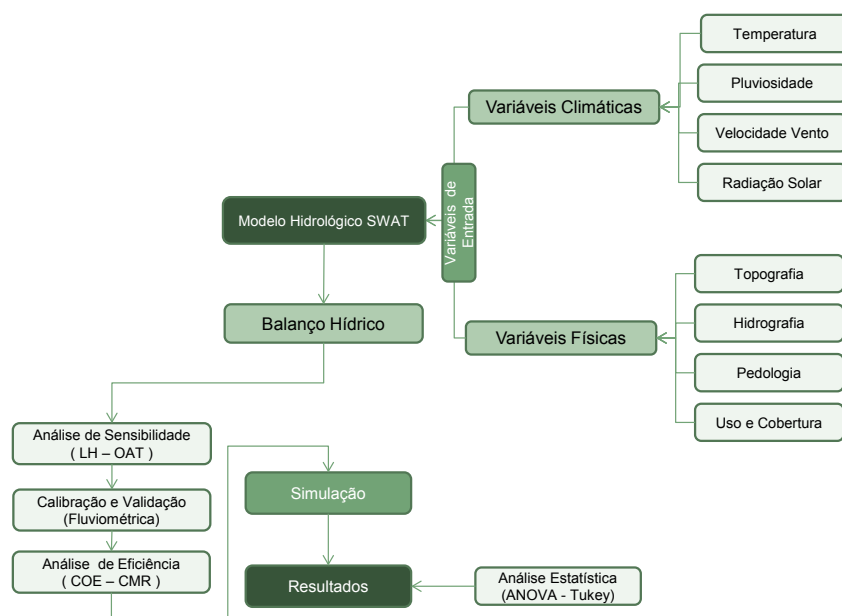 Temperatura
Variáveis Climáticas
Pluviosidade
Velocidade Vento
Radiação Solar
Modelo Hidrológico SWAT
Variáveis de
Entrada
Topografia
Balanço Hídrico
Variáveis Físicas
Hidrografia
Pedologia
Uso e Cobertura
Análise de Sensibilidade
( LH – OAT )
Calibração e Validação
(Fluviométrica)
Análise de Eficiência
( COE – CMR )
Simulação
Resultados
Análise Estatística
(ANOVA - Tukey)